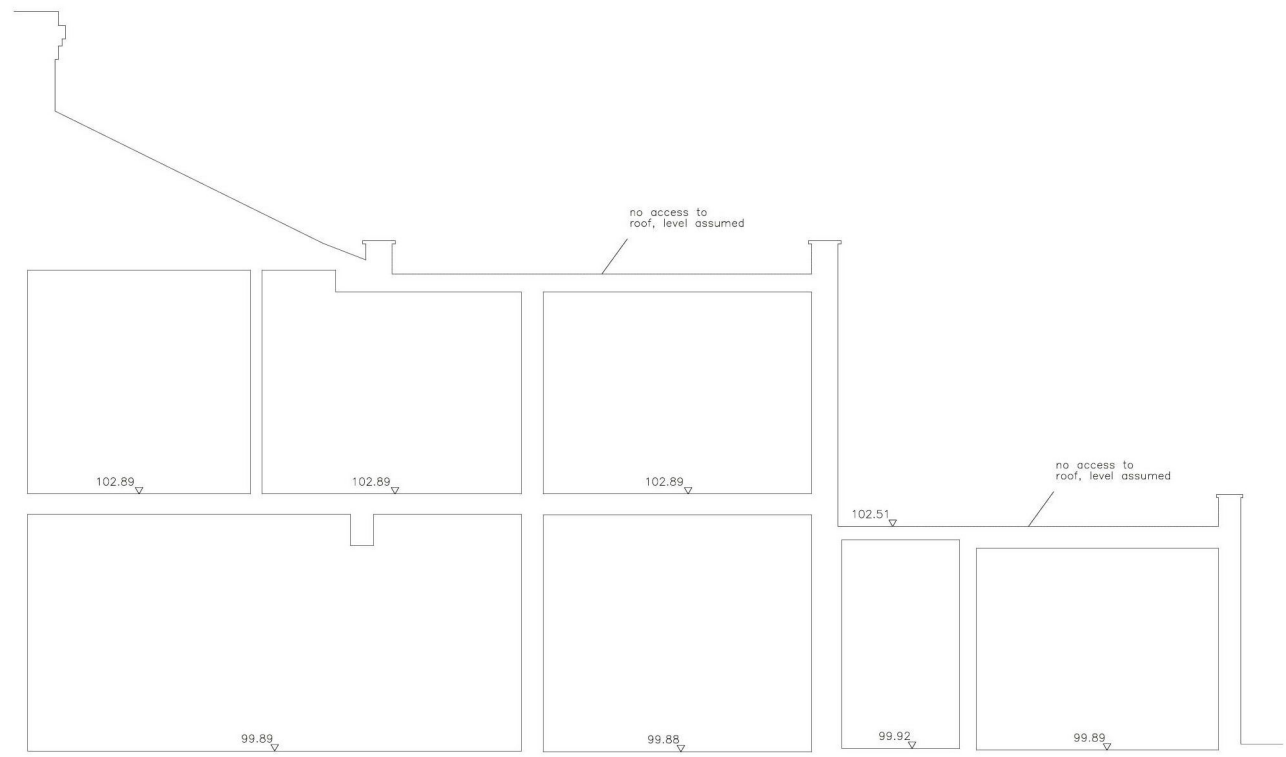 no access to
roof, level assumed
no access to
roof, level assumed
102.89
102.89
102.89
102.51
99.89
99.88
99.92
99.89